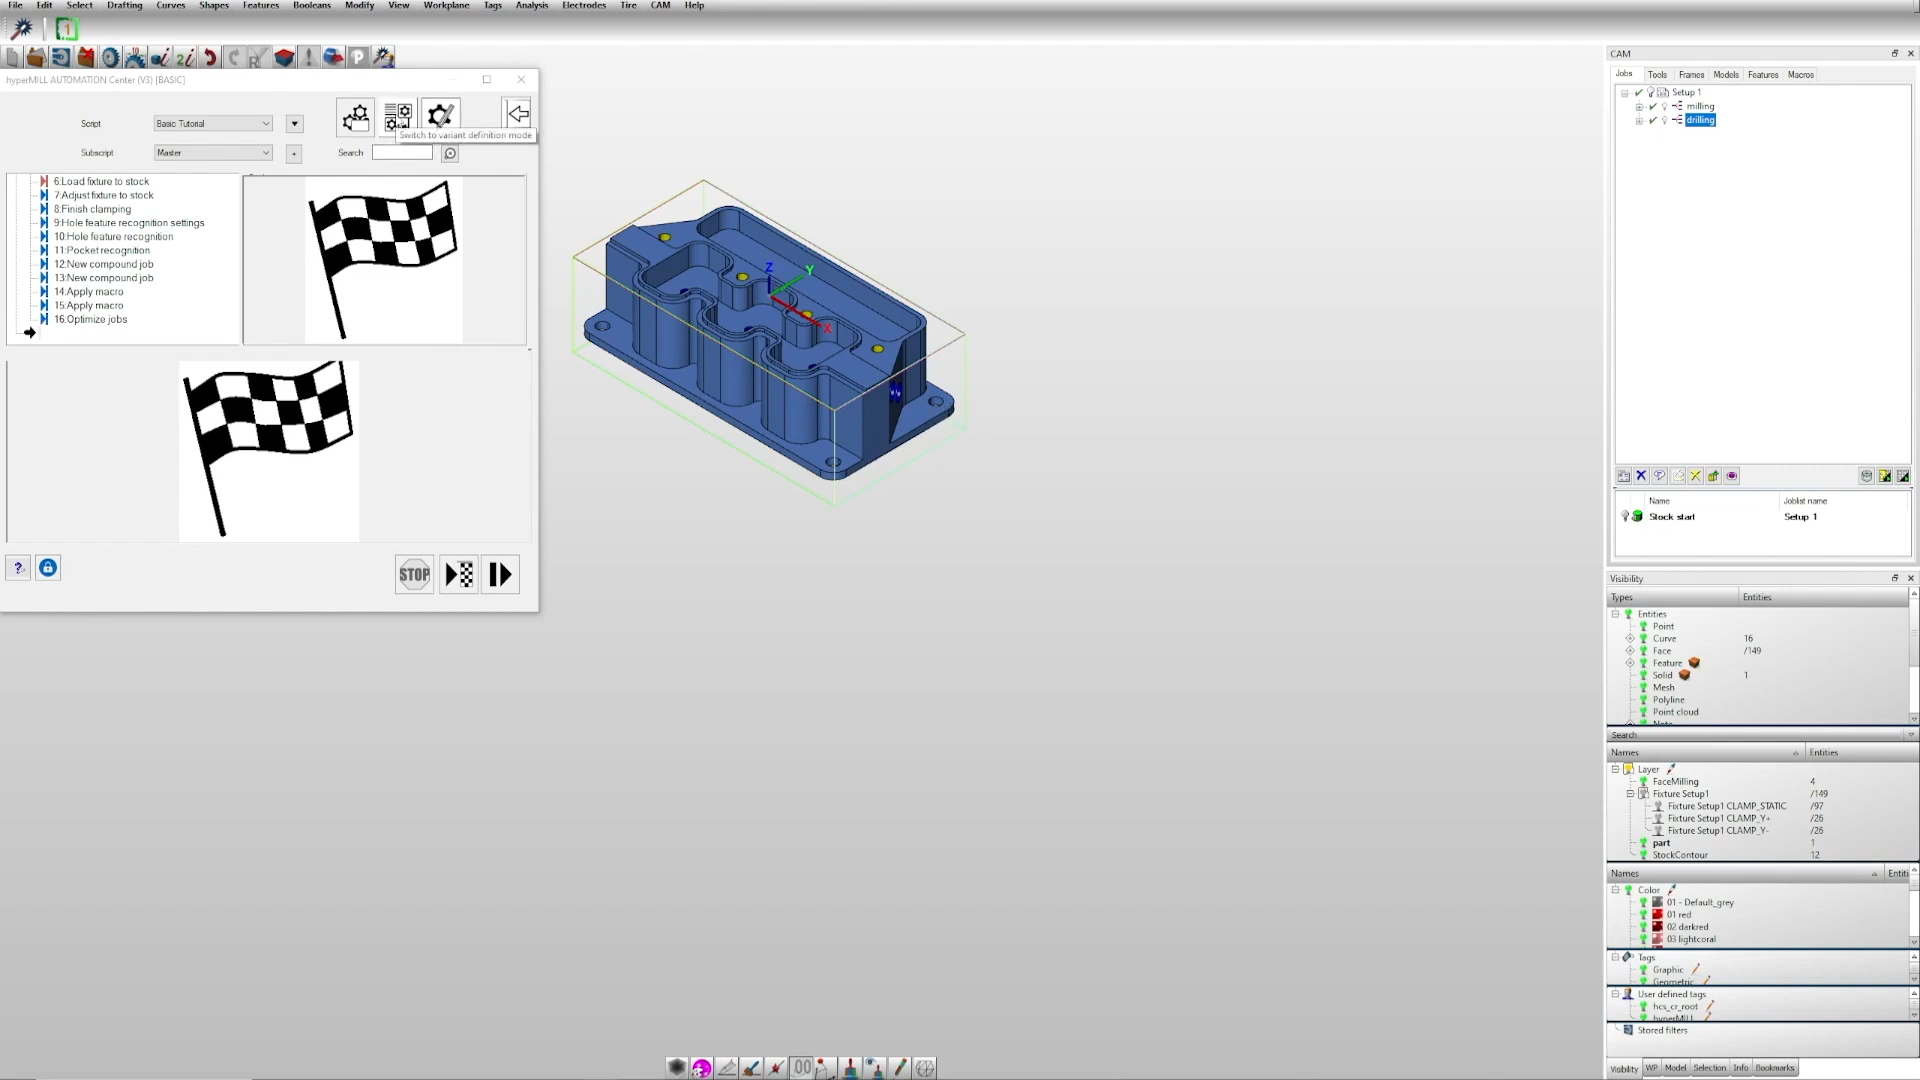 File Edit Select Drafting Curves Shapes Features Booleans Modify View Workplane Tags Analysis Electrodes Tire CAM Help
hyperMILL AUTOMATION Center (V3) [BASIC]
Script Basic Tutorial
Switch to variant definition mode
Subscript Master + Search
6:Load fixture to stock
7:Adjust fixture to stock
8:Finish clamping
9:Hole feature recognition settings
10:Hole feature recognition
11:Pocket recognition
12:New compound job
13:New compound job
14:Apply macro
15:Apply macro
16:Optimize jobs
?
STOP
Z
Y
X
CAM
Jobs Tools Frames Models Features Macros
Setup 1
milling
drilling
Name Joblist name
Stock start Setup 1
Visibility
Types Entities
Entities
Point
Curve 16
Face /149
Feature
Solid 1
Mesh
Polyline
Point cloud
Note
Search
Names Entities
Layer
FaceMilling 4
Fixture Setup1 /149
Fixture Setup1 CLAMP_STATIC /97
Fixture Setup1 CLAMP_Y+ /26
Fixture Setup1 CLAMP_Y- /26
part 1
StockContour 12
Names Entiti
Color
01 - Default_grey
01 red
02 darkred
03 lightcoral
Tags
Graphic
Geometric
User defined tags
hcs_cr_root
hyperMILL
Stored filters
Visibility WP Model Selection Info Bookmarks